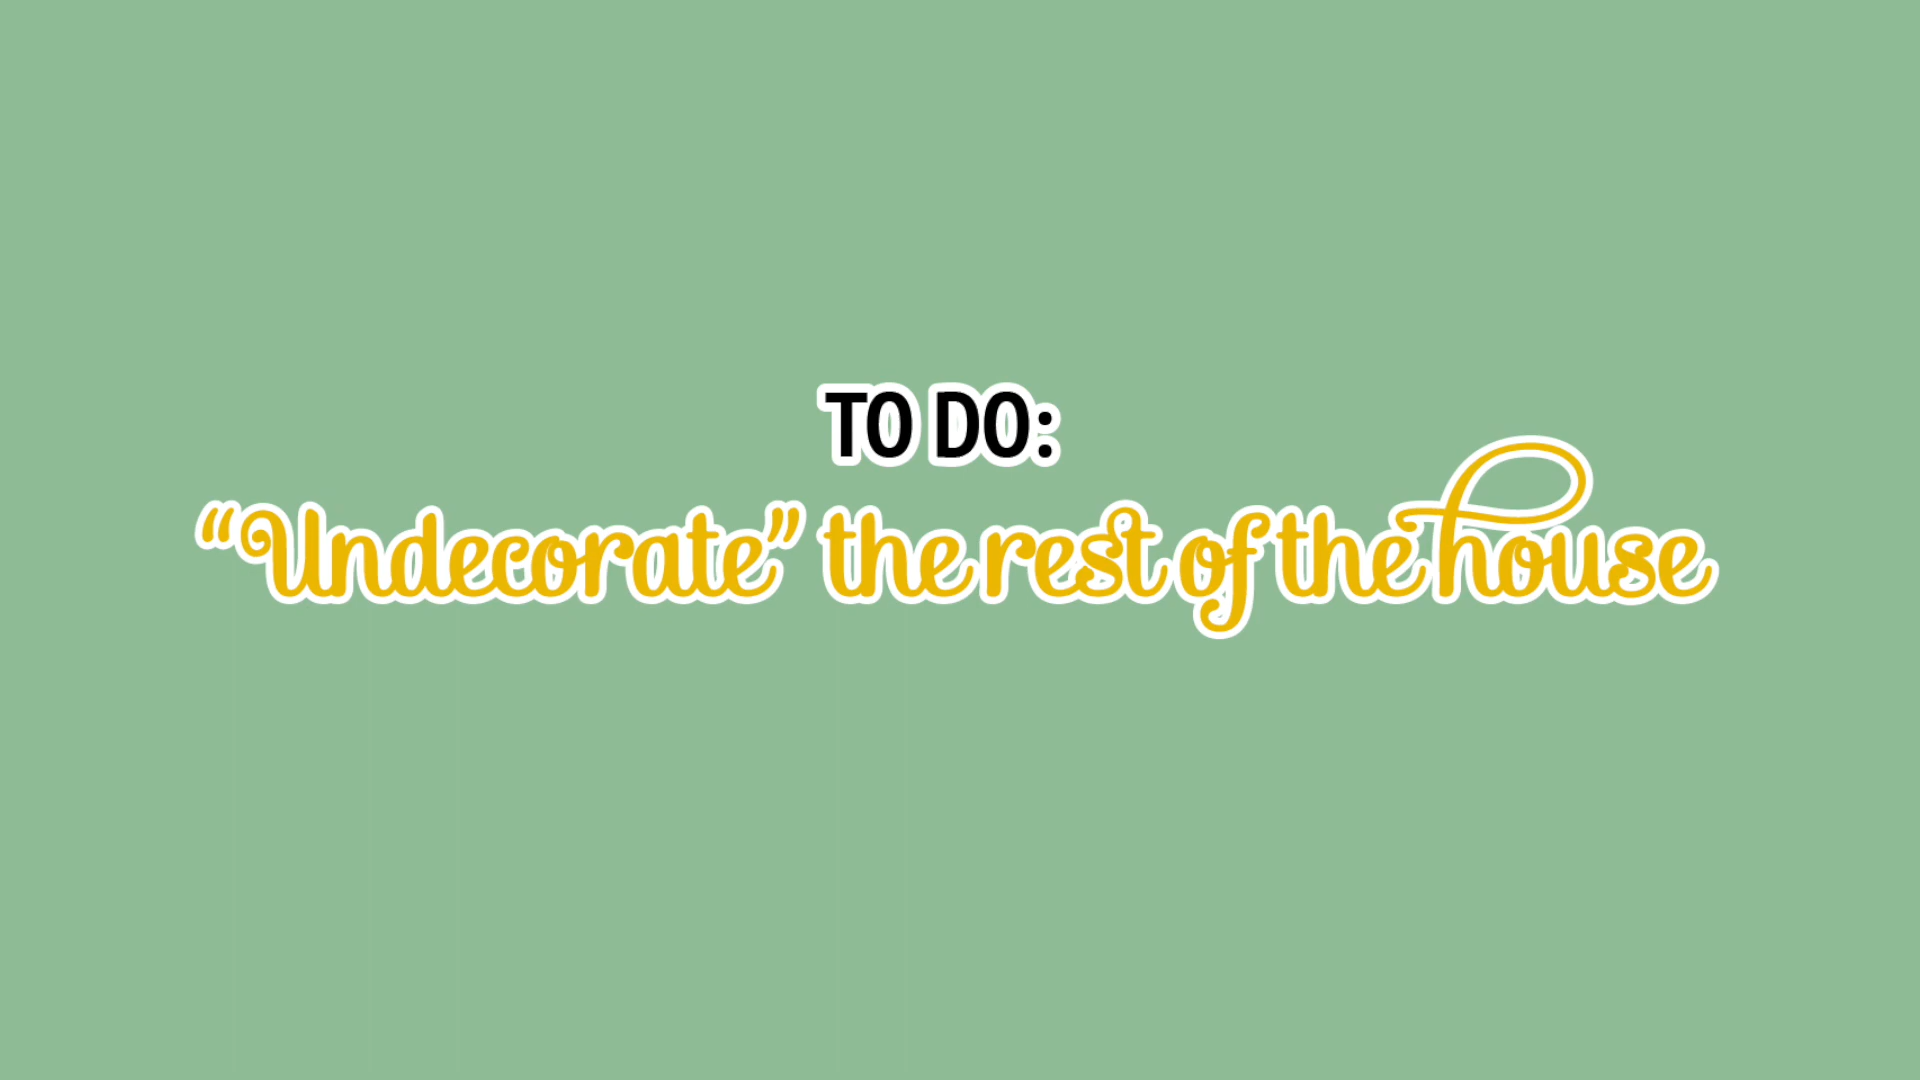 TO DO:
“Undecorate” the rest of the house